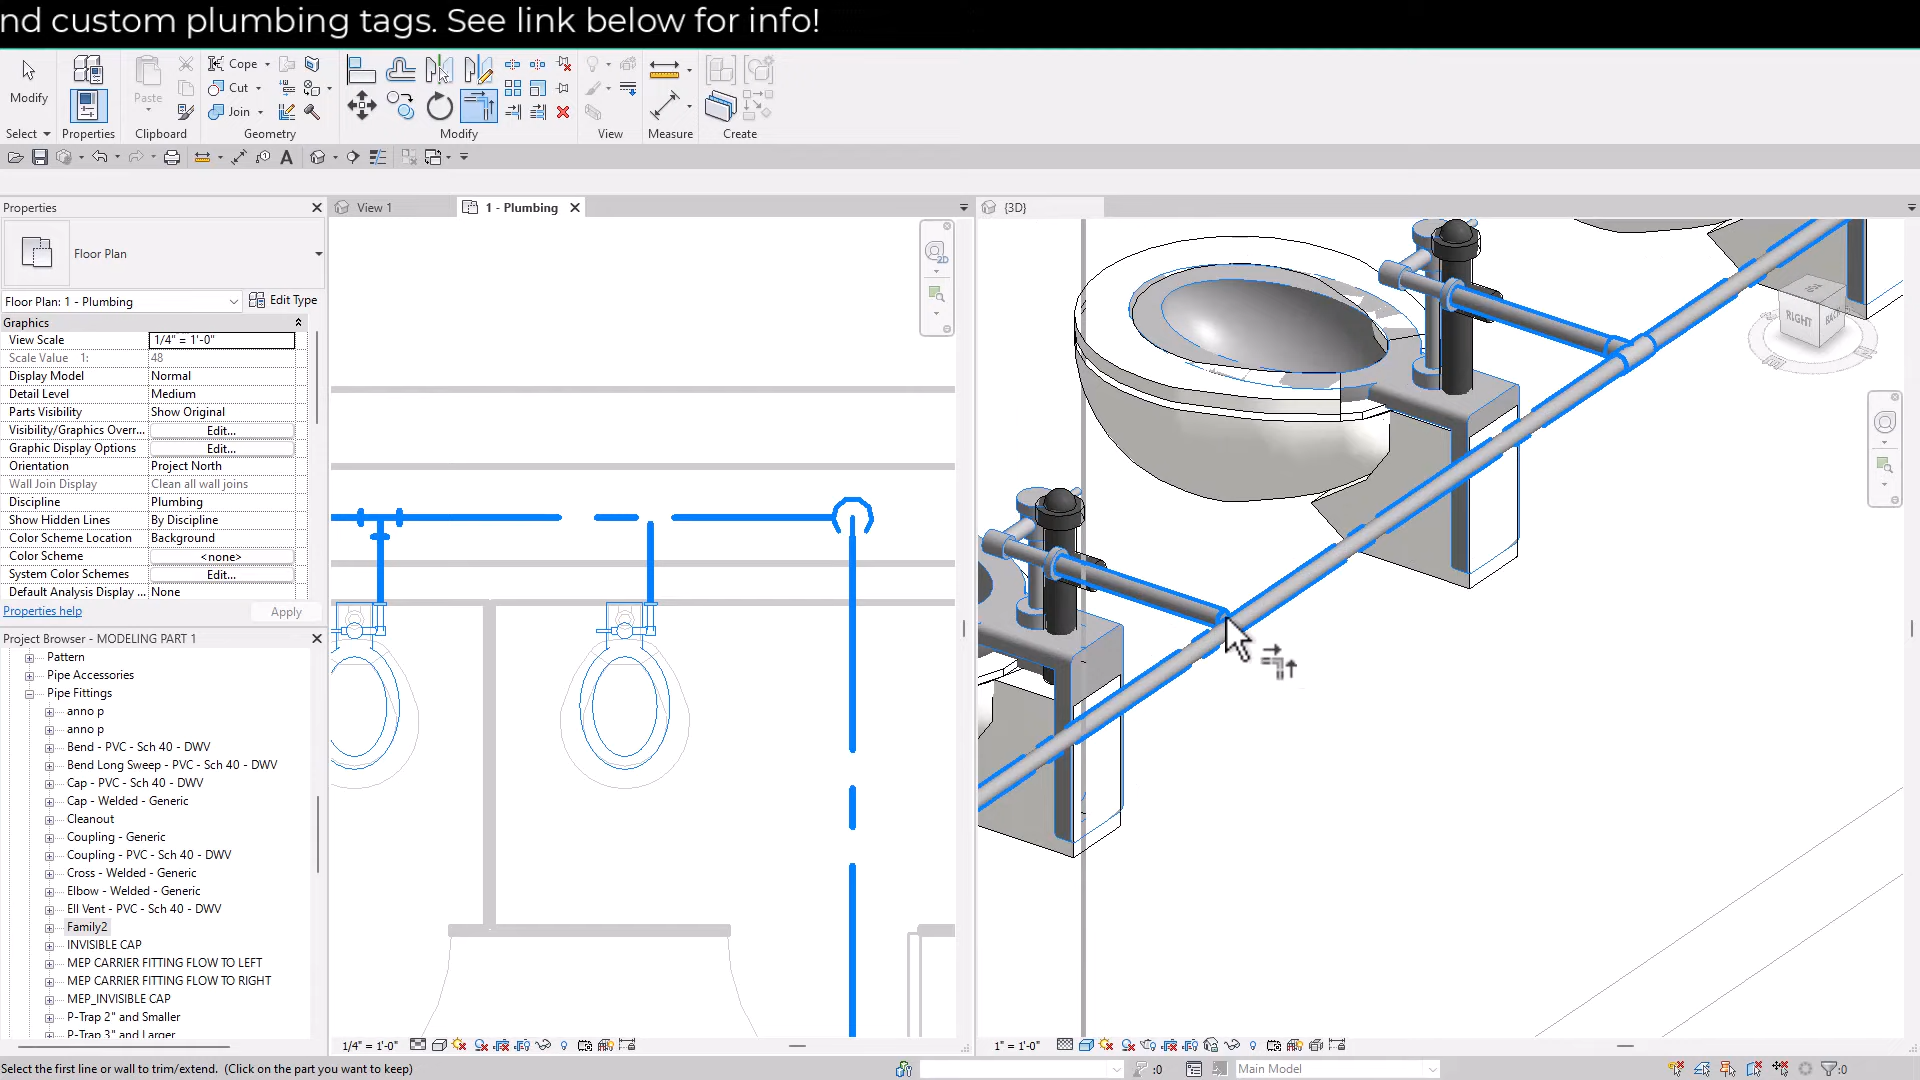 nd custom plumbing tags. See link below for info!
Modify
Select
Properties
Paste
Clipboard
Cope
Cut
Join
Geometry
Modify
View
Measure
Create
Properties
View 1
1 - Plumbing
{3D}
Floor Plan
Floor Plan: 1 - Plumbing
Edit Type
Graphics
View Scale 1/4" = 1'-0"
Scale Value 1: 48
Display Model Normal
Detail Level Medium
Parts Visibility Show Original
Visibility/Graphics Overr... Edit...
Graphic Display Options Edit...
Orientation Project North
Wall Join Display Clean all wall joins
Discipline Plumbing
Show Hidden Lines By Discipline
Color Scheme Location Background
Color Scheme <none>
System Color Schemes Edit...
Default Analysis Display ... None
Properties help
Apply
Project Browser - MODELING PART 1
Pattern
Pipe Accessories
Pipe Fittings
anno p
anno p
Bend - PVC - Sch 40 - DWV
Bend Long Sweep - PVC - Sch 40 - DWV
Cap - PVC - Sch 40 - DWV
Cap - Welded - Generic
Cleanout
Coupling - Generic
Coupling - PVC - Sch 40 - DWV
Cross - Welded - Generic
Elbow - Welded - Generic
Ell Vent - PVC - Sch 40 - DWV
Family2
INVISIBLE CAP
MEP CARRIER FITTING FLOW TO LEFT
MEP CARRIER FITTING FLOW TO RIGHT
MEP_INVISIBLE CAP
P-Trap 2" and Smaller
P-Trap 3" and Larger
2D
RIGHT
BACK
1/4" = 1'-0"
1" = 1'-0"
Select the first line or wall to trim/extend. (Click on the part you want to keep)
:0
Main Model
:0